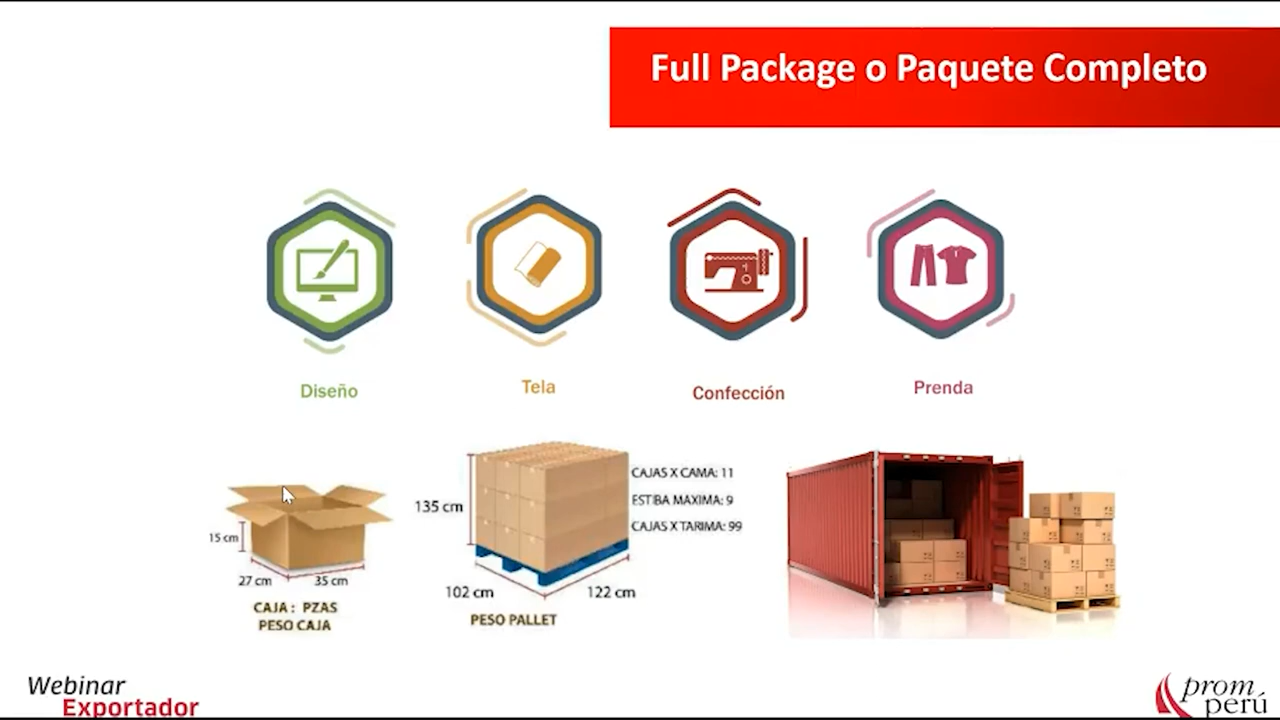 Full Package o Paquete Completo
Diseño
Tela
Confección
Prenda
15 cm
27 cm
35 cm
CAJA : PZAS
PESO CAJA
135 cm
102 cm
122 cm
PESO PALLET
CAJAS X CAMA: 11
ESTIBA MAXIMA: 9
CAJAS X TARIMA: 99
Webinar
Exportador
prom
perú